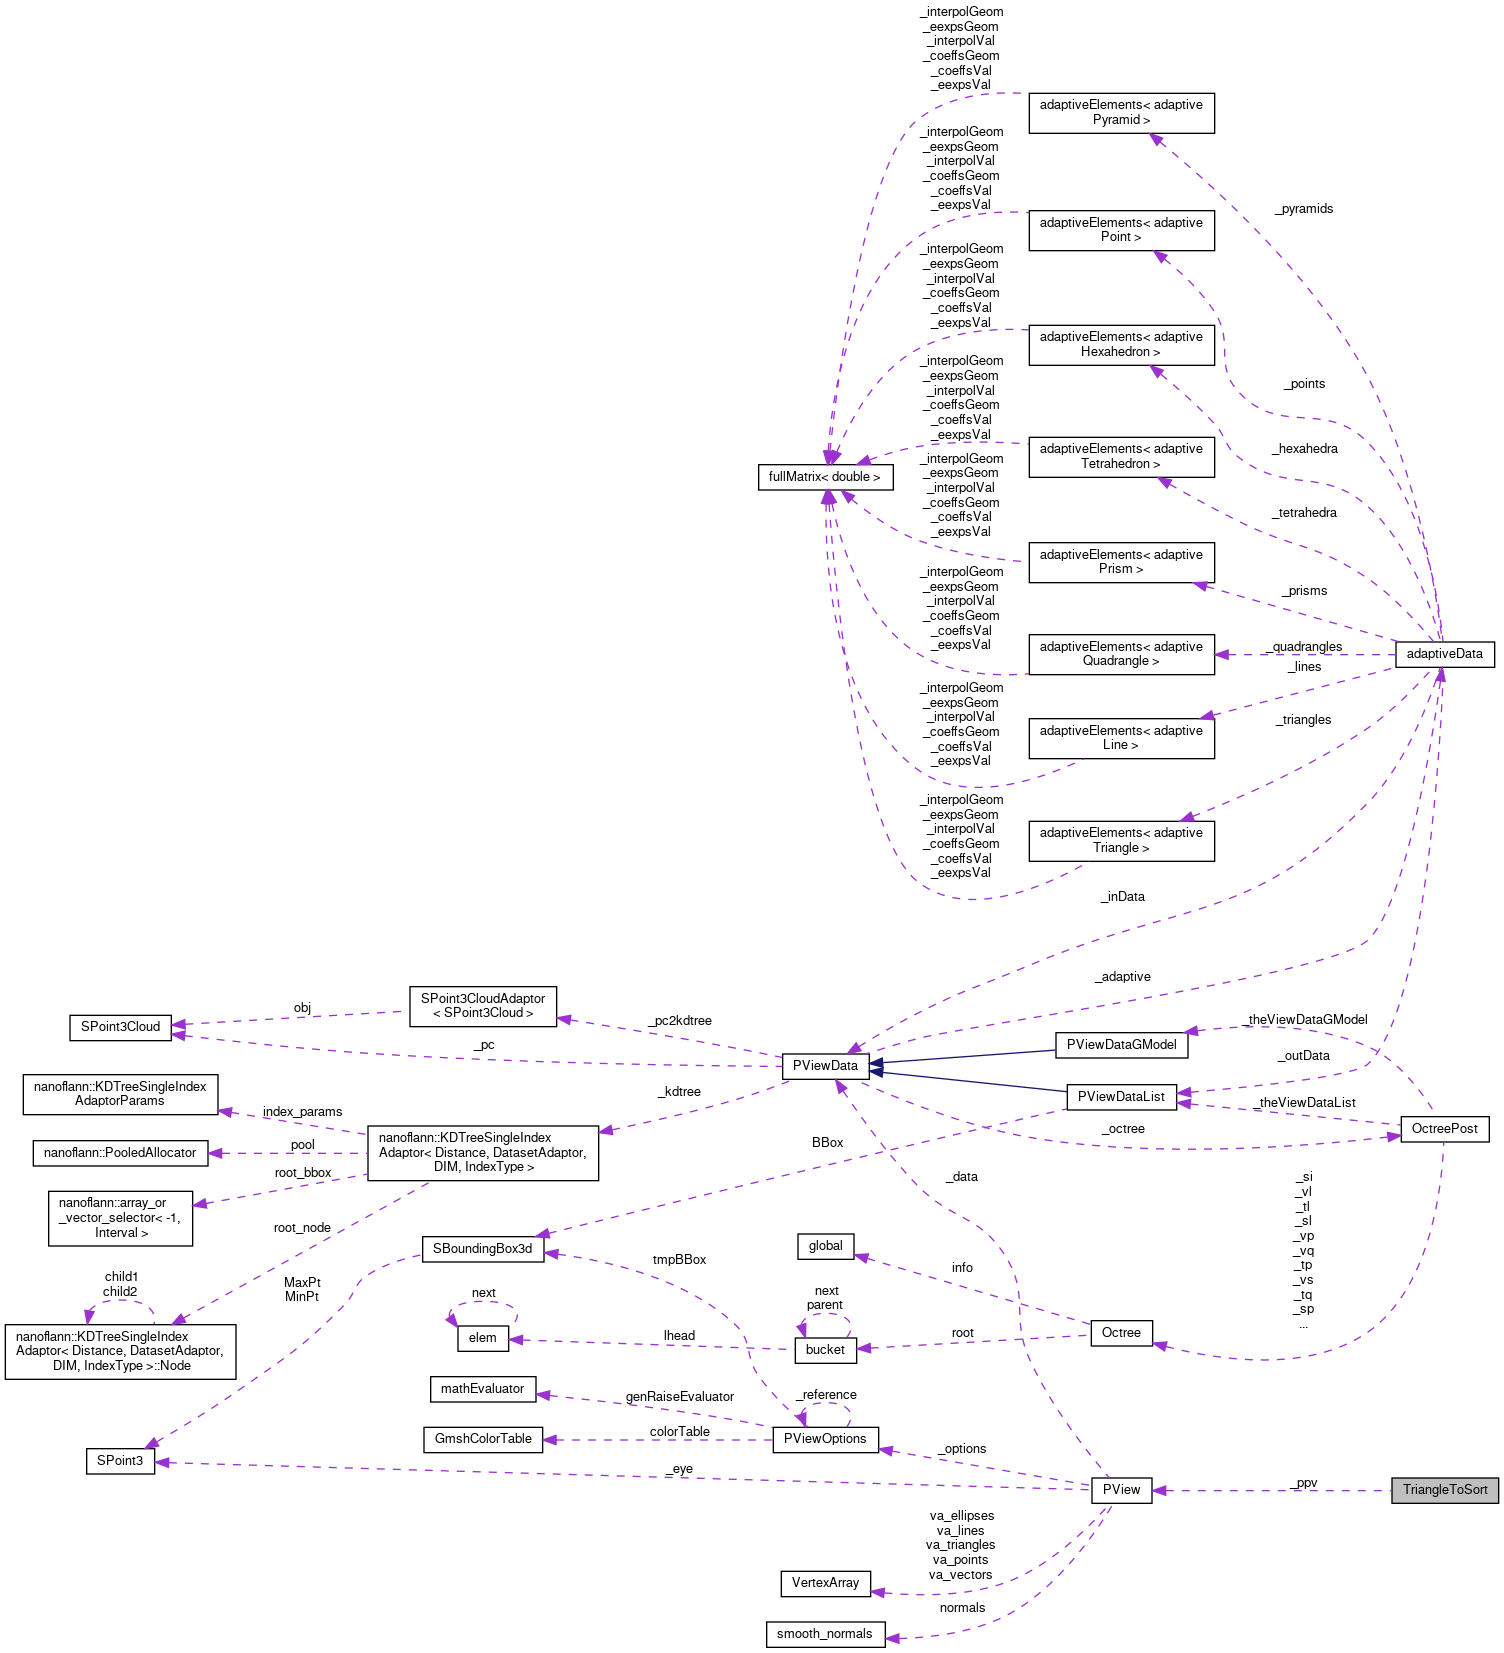 _interpolGeom
_eexpsGeom
_interpolVal
_coeffsGeom
_coeffsVal
_eexpsVal
adaptiveElements< adaptive
Pyramid >
_interpolGeom
_eexpsGeom
_interpolVal
_coeffsGeom
_coeffsVal
_eexpsVal
_pyramids
adaptiveElements< adaptive
Point >
_interpolGeom
_eexpsGeom
_interpolVal
_coeffsGeom
_coeffsVal
_eexpsVal
adaptiveElements< adaptive
Hexahedron >
_points
_interpolGeom
_eexpsGeom
_interpolVal
_coeffsGeom
_coeffsVal
_eexpsVal
_hexahedra
adaptiveElements< adaptive
Tetrahedron >
fullMatrix< double >
_interpolGeom
_eexpsGeom
_interpolVal
_coeffsGeom
_coeffsVal
_eexpsVal
_tetrahedra
adaptiveElements< adaptive
Prism >
_prisms
_interpolGeom
_eexpsGeom
_interpolVal
_coeffsGeom
_coeffsVal
_eexpsVal
adaptiveElements< adaptive
Quadrangle >
_quadrangles
adaptiveData
_lines
_interpolGeom
_eexpsGeom
_interpolVal
_coeffsGeom
_coeffsVal
_eexpsVal
adaptiveElements< adaptive
Line >
_triangles
_interpolGeom
_eexpsGeom
_interpolVal
_coeffsGeom
_coeffsVal
_eexpsVal
adaptiveElements< adaptive
Triangle >
_inData
_adaptive
SPoint3CloudAdaptor
< SPoint3Cloud >
obj
SPoint3Cloud
_pc2kdtree
_pc
_theViewDataGModel
PViewDataGModel
_outData
PViewData
nanoflann::KDTreeSingleIndex
AdaptorParams
_kdtree
PViewDataList
_theViewDataList
index_params
OctreePost
_octree
nanoflann::KDTreeSingleIndex
Adaptor< Distance, DatasetAdaptor,
DIM, IndexType >
pool
nanoflann::PooledAllocator
BBox
root_bbox
_data
nanoflann::array_or
_vector_selector< -1,
Interval >
_si
_vl
_tl
_sl
_vp
_vq
_tp
_vs
_tq
_sp
...
root_node
SBoundingBox3d
global
tmpBBox
info
child1
child2
MaxPt
MinPt
next
next
parent
nanoflann::KDTreeSingleIndex
Adaptor< Distance, DatasetAdaptor,
DIM, IndexType >::Node
elem
lhead
bucket
root
Octree
mathEvaluator
genRaiseEvaluator
_reference
GmshColorTable
colorTable
PViewOptions
_options
SPoint3
_eye
PView
_ppv
TriangleToSort
va_ellipses
va_lines
va_triangles
va_points
va_vectors
VertexArray
normals
smooth_normals